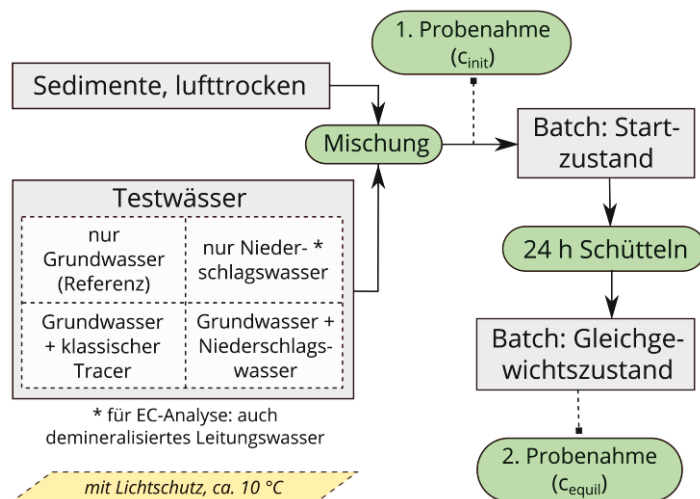 1. Probenahme
(c_init)
Sedimente, lufttrocken
Mischung
Batch: Start-
zustand
Testwässer
nur
Grundwasser
(Referenz)
nur Nieder- *
schlagswasser
Grundwasser
+ klassischer
Tracer
Grundwasser +
Niederschlags-
wasser
24 h Schütteln
Batch: Gleichge-
wichtszustand
* für EC-Analyse: auch
demineralisiertes Leitungswasser
2. Probenahme
(c_equil)
mit Lichtschutz, ca. 10 °C